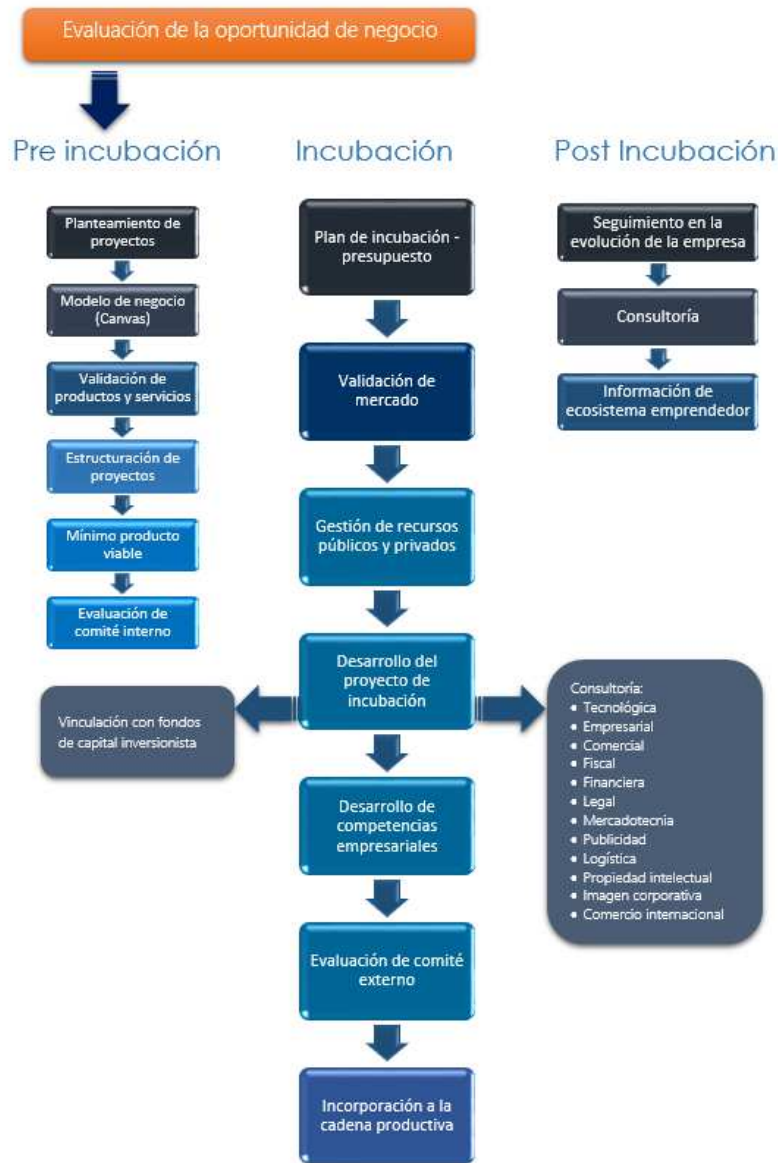 Evaluación de la oportunidad de negocio
Pre incubación
Planteamiento de
proyectos
Modelo de negocio
(Canvas)
Validación de
productos y servicios
Estructuración de
proyectos
Mínimo producto
viable
Evaluación de
comité interno
Incubación
Plan de incubación -
presupuesto
Validación de
mercado
Gestión de recursos
públicos y privados
Desarrollo del
proyecto de
incubación
Vinculación con fondos
de capital inversionista
Consultoría:
• Tecnológica
• Empresarial
• Comercial
• Fiscal
• Financiera
• Legal
• Mercadotecnia
• Publicidad
• Logística
• Propiedad intelectual
• Imagen corporativa
• Comercio internacional
Desarrollo de
competencias
empresariales
Evaluación de comité
externo
Incorporación a la
cadena productiva
Post Incubación
Seguimiento en la
evolución de la empresa
Consultoría
Información de
ecosistema emprendedor